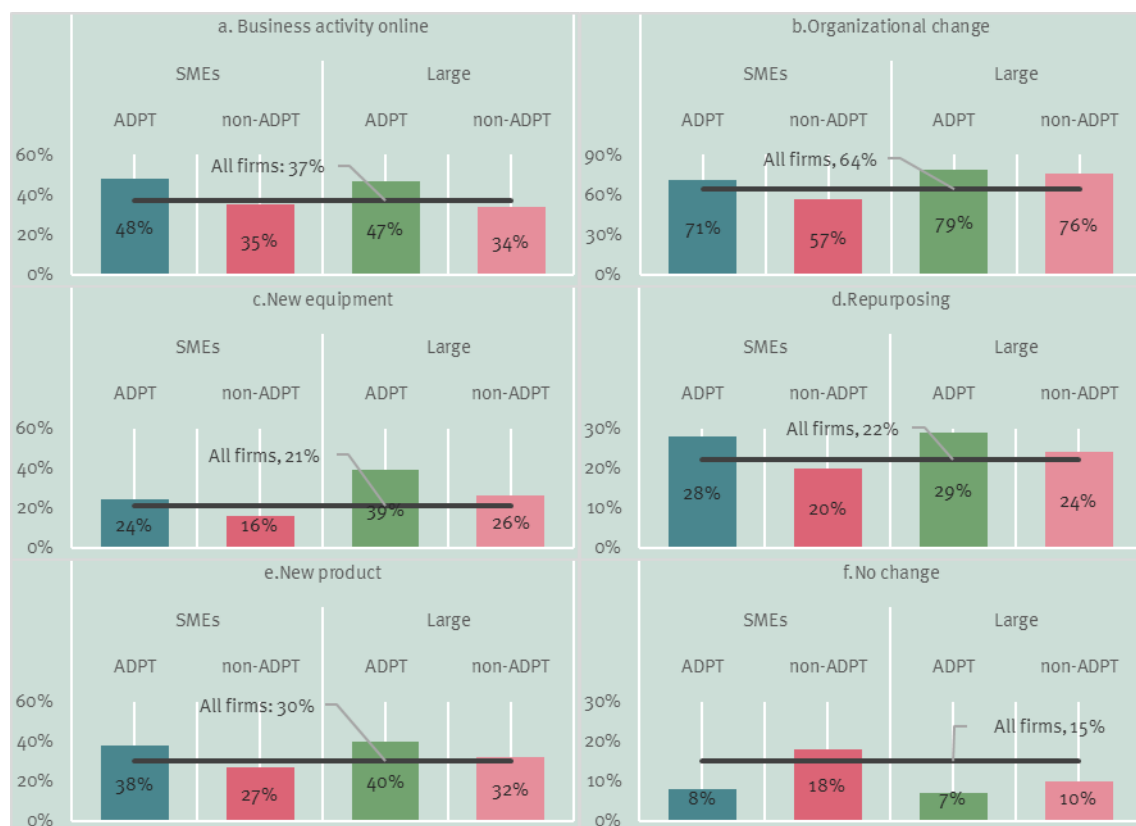 a. Business activity online
SMEs Large
ADPT non-ADPT ADPT non-ADPT
60%
All firms: 37%
40%
48% 35% 47% 34%
20%
0%
b.Organizational change
SMEs Large
ADPT non-ADPT ADPT non-ADPT
90%
All firms, 64%
60%
71% 57% 79% 76%
30%
0%
c.New equipment
SMEs Large
ADPT non-ADPT ADPT non-ADPT
60%
All firms, 21%
40%
20%
24% 16% 39% 26%
0%
d.Repurposing
SMEs Large
ADPT non-ADPT ADPT non-ADPT
30%
All firms, 22%
20%
28% 20% 29% 24%
10%
0%
e.New product
SMEs Large
ADPT non-ADPT ADPT non-ADPT
60%
All firms: 30%
40%
38% 27% 40% 32%
20%
0%
f.No change
SMEs Large
ADPT non-ADPT ADPT non-ADPT
30%
All firms, 15%
20%
10%
8% 18% 7% 10%
0%